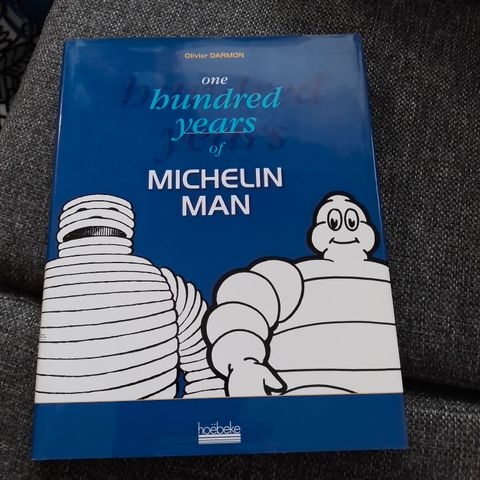 Olivier DARMON
one
hundred
years
of
MICHELIN
MAN
hoëbeke